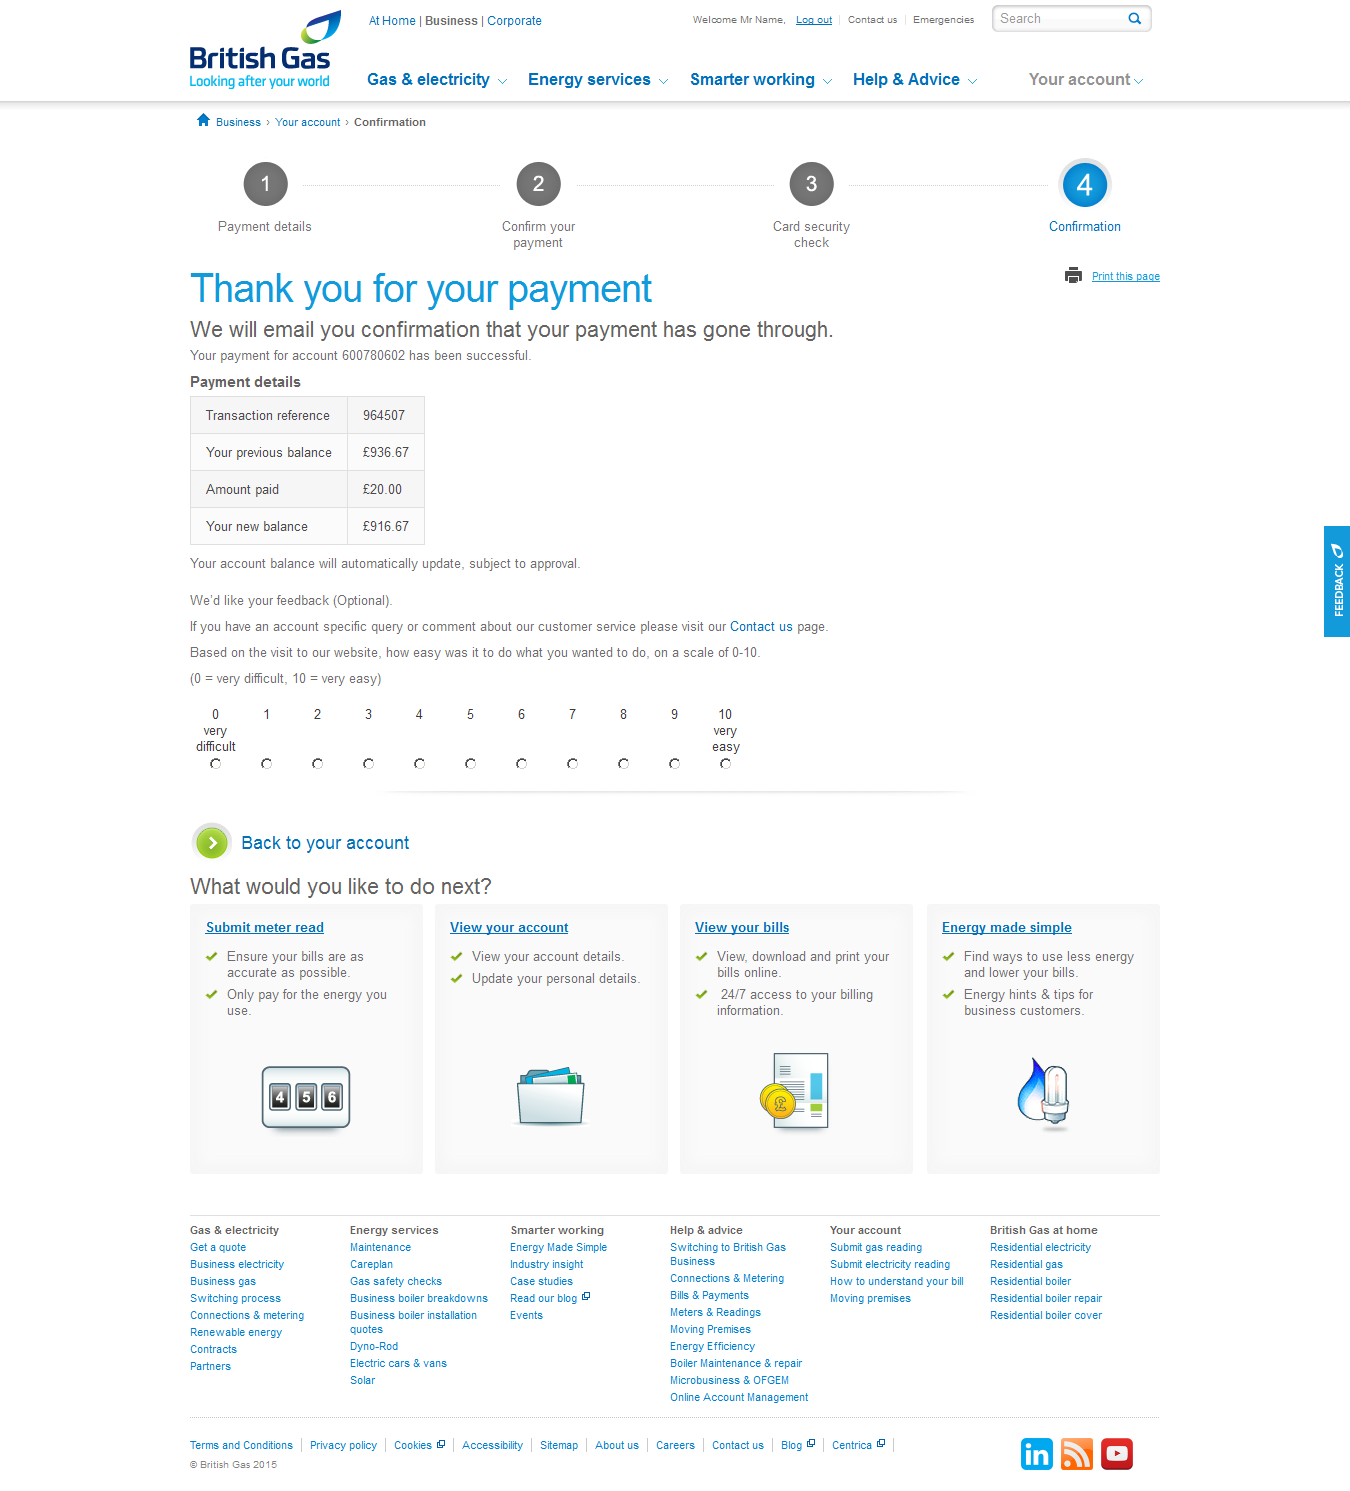 At Home | Business | Corporate
Welcome Mr Name, Log out Contact us Emergencies
Search
British Gas
Looking after your world
Gas & electricity Energy services Smarter working Help & Advice Your account
Business › Your account › Confirmation
1 2 3 4
Payment details Confirm your payment Card security check Confirmation
Print this page
Thank you for your payment
We will email you confirmation that your payment has gone through.
Your payment for account 600780602 has been successful.
Payment details
Transaction reference 964507
Your previous balance £936.67
Amount paid £20.00
Your new balance £916.67
Your account balance will automatically update, subject to approval.
FEEDBACK
We'd like your feedback (Optional).
If you have an account specific query or comment about our customer service please visit our Contact us page.
Based on the visit to our website, how easy was it to do what you wanted to do, on a scale of 0-10.
(0 = very difficult, 10 = very easy)
0 1 2 3 4 5 6 7 8 9 10
very very
difficult easy
Back to your account
What would you like to do next?
Submit meter read
Ensure your bills are as
accurate as possible.
Only pay for the energy you
use.
4 5 6
View your account
View your account details.
Update your personal details.
View your bills
View, download and print your
bills online.
24/7 access to your billing
information.
£
Energy made simple
Find ways to use less energy
and lower your bills.
Energy hints & tips for
business customers.
Gas & electricity
Get a quote
Business electricity
Business gas
Switching process
Connections & metering
Renewable energy
Contracts
Partners
Energy services
Maintenance
Careplan
Gas safety checks
Business boiler breakdowns
Business boiler installation
quotes
Dyno-Rod
Electric cars & vans
Solar
Smarter working
Energy Made Simple
Industry insight
Case studies
Read our blog
Events
Help & advice
Switching to British Gas
Business
Connections & Metering
Bills & Payments
Meters & Readings
Moving Premises
Energy Efficiency
Boiler Maintenance & repair
Microbusiness & OFGEM
Online Account Management
Your account
Submit gas reading
Submit electricity reading
How to understand your bill
Moving premises
British Gas at home
Residential electricity
Residential gas
Residential boiler
Residential boiler repair
Residential boiler cover
Terms and Conditions Privacy policy Cookies Accessibility Sitemap About us Careers Contact us Blog Centrica
in
© British Gas 2015